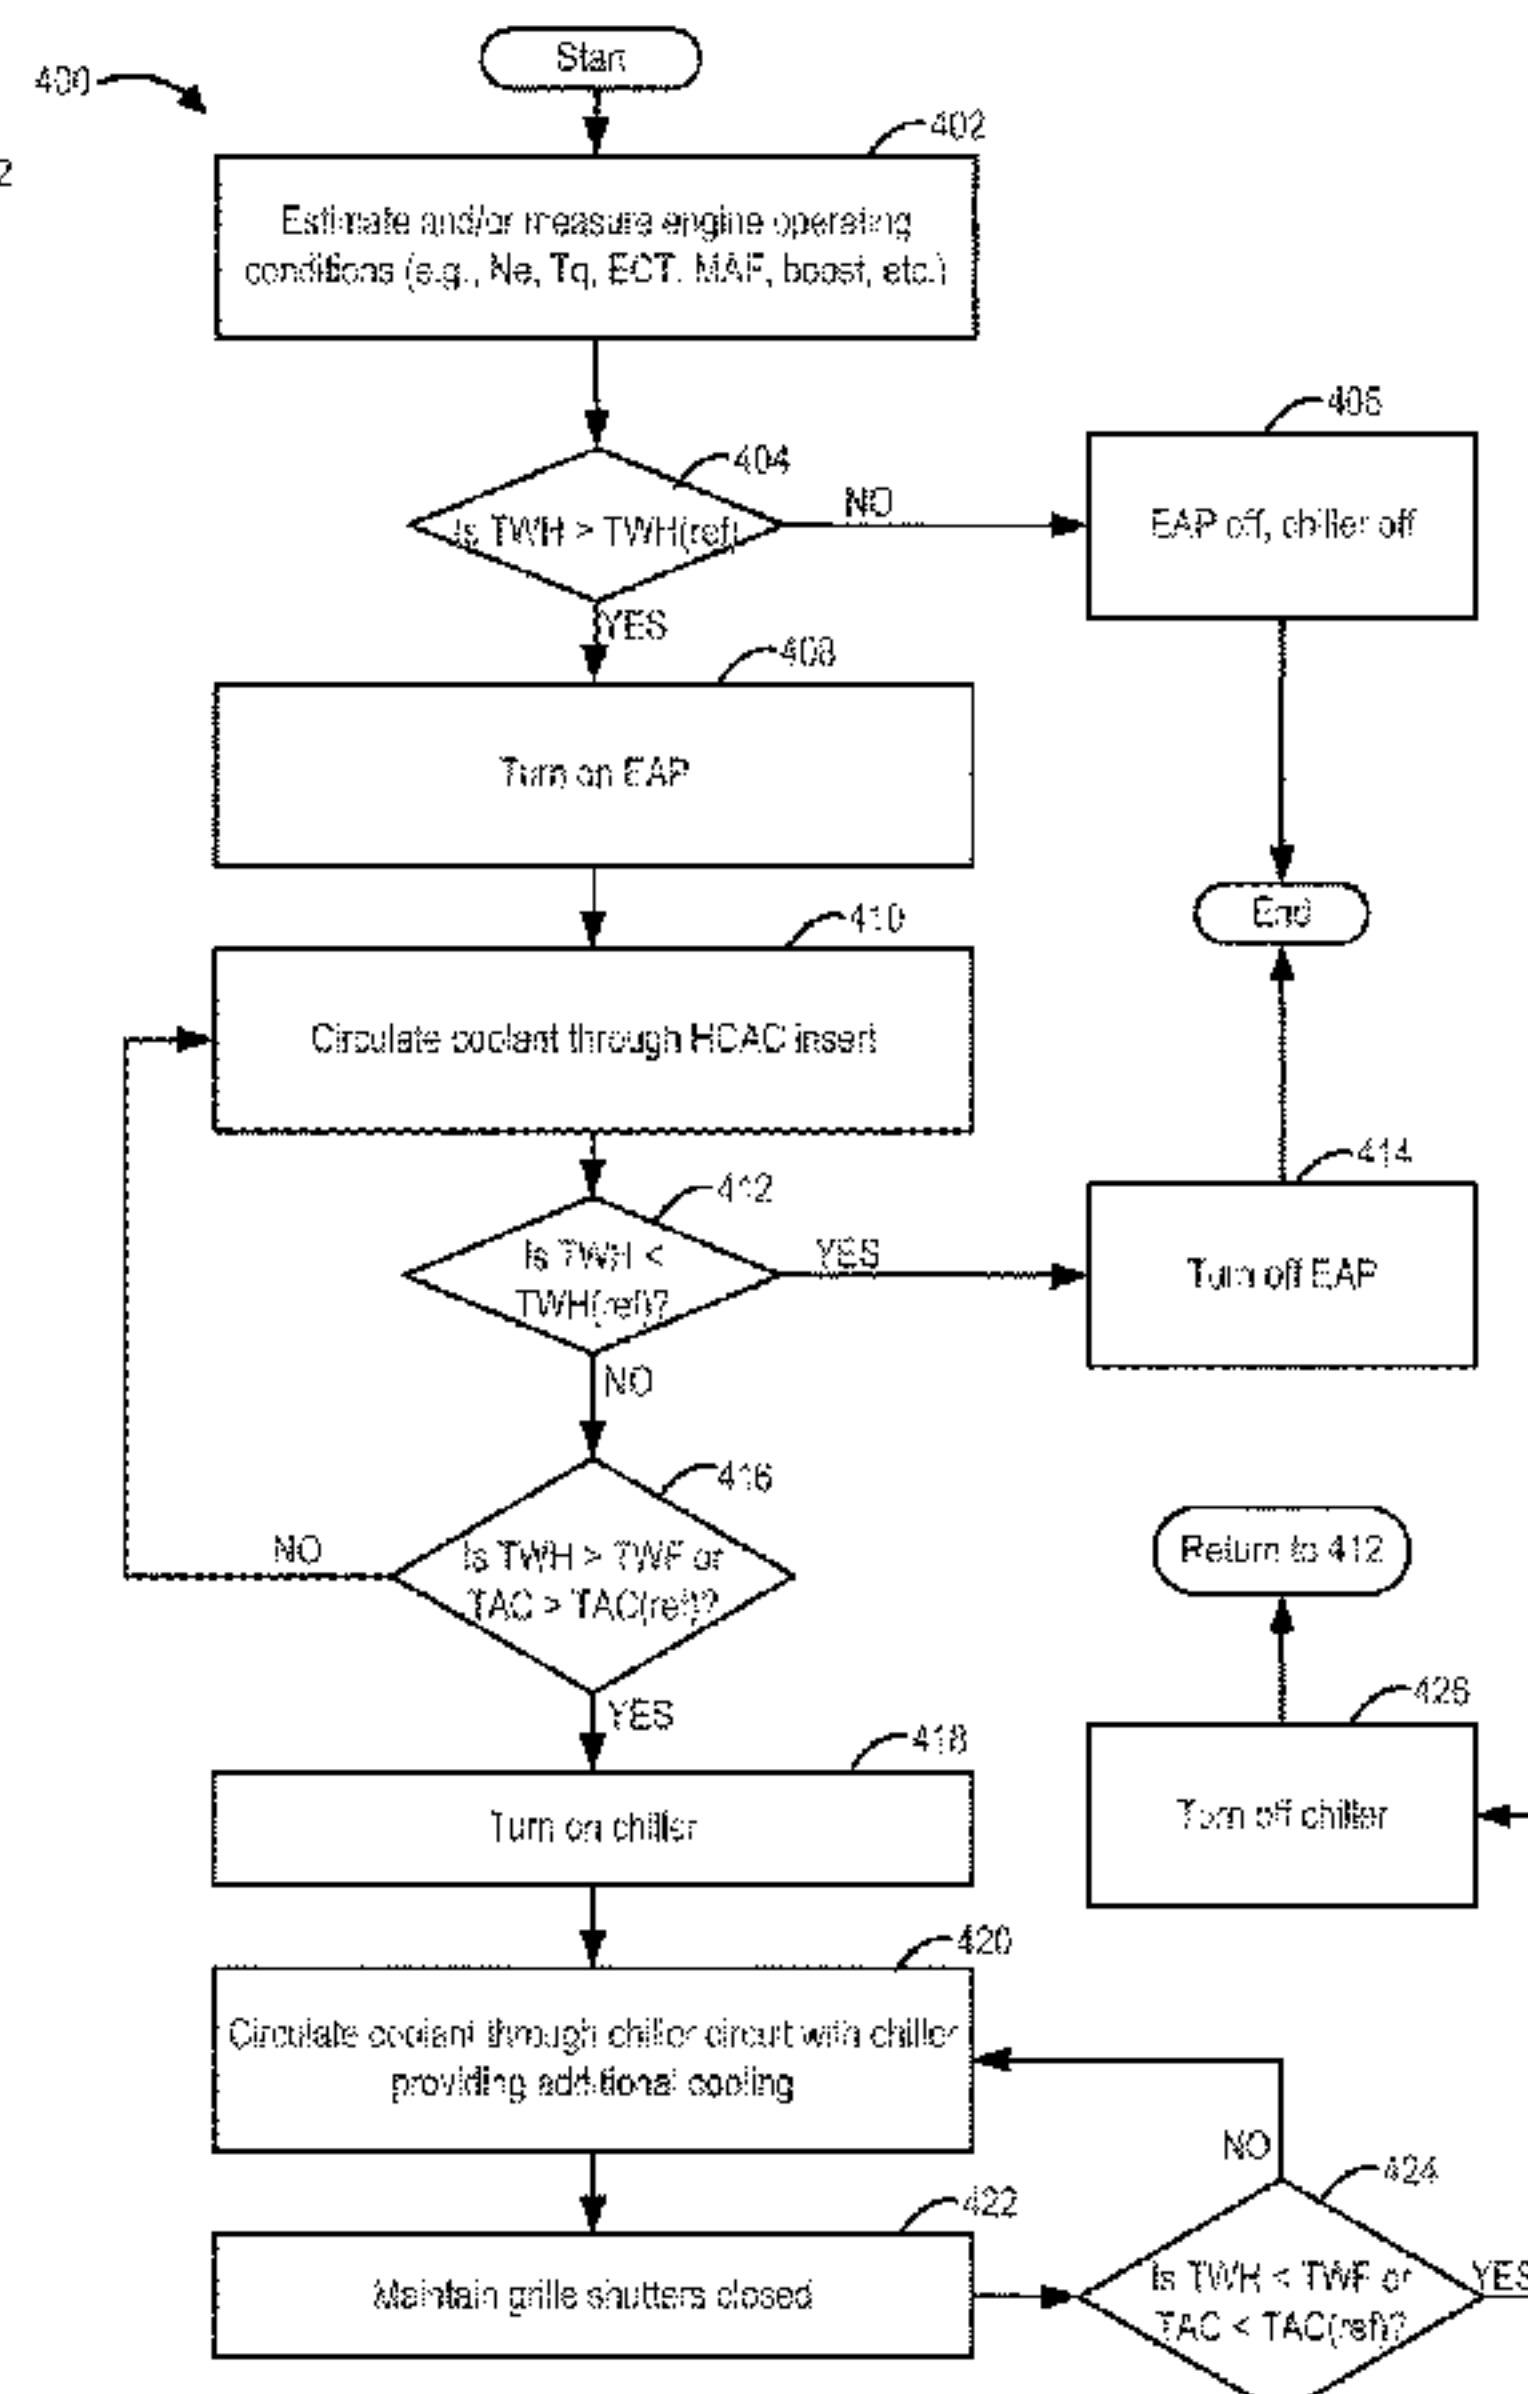 400
2
Start
402
Estimate and/or measure engine operating
conditions (e.g., Ne, Tq, ECT, MAF, boost, etc.)
404
Is TWH > TWH(ref)
NO
406
EAP off, chiller off
YES
408
Turn on EAP
End
410
Circulate coolant through HCAC insert
412
Is TWH <
TWH(ref)?
YES
414
Turn off EAP
NO
416
Is TWH > TWF or
TAC > TAC(ref)?
NO
Return to 412
YES
418
Turn on chiller
426
Turn off chiller
420
Circulate coolant through chiller circuit with chiller
providing additional cooling
NO
422
Maintain grille shutters closed
424
Is TWH < TWF or
TAC < TAC(ref)?
YES